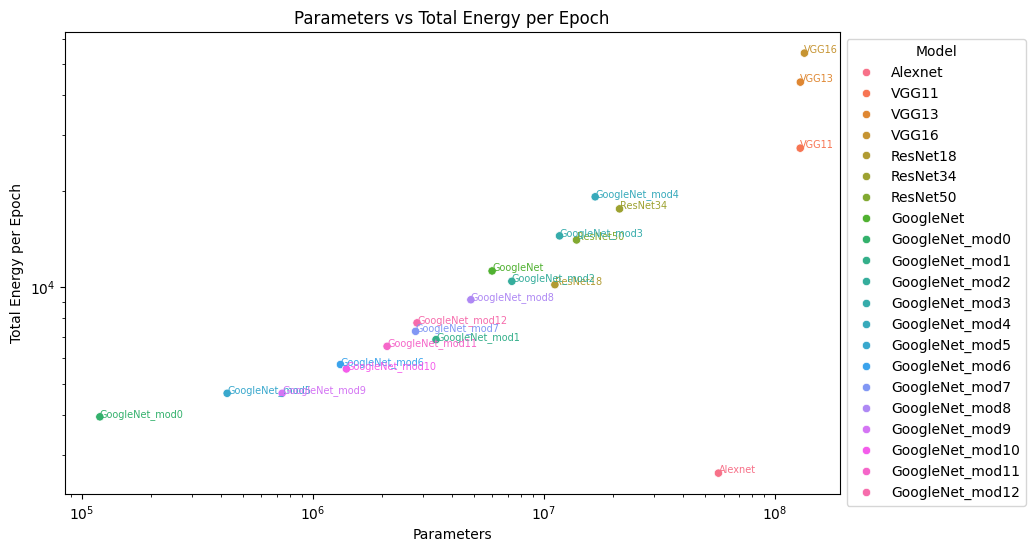 Parameters vs Total Energy per Epoch
Total Energy per Epoch
10^4
VGG16
VGG13
VGG11
GoogleNet_mod4
ResNet34
GoogleNet_mod3
ResNet50
GoogleNet
GoogleNet_mod2
ResNet18
GoogleNet_mod8
GoogleNet_mod12
GoogleNet_mod7
GoogleNet_mod1
GoogleNet_mod11
GoogleNet_mod6
GoogleNet_mod10
GoogleNet_mod5
GoogleNet_mod9
GoogleNet_mod0
Alexnet
10^5 10^6 10^7 10^8
Parameters
Model
Alexnet
VGG11
VGG13
VGG16
ResNet18
ResNet34
ResNet50
GoogleNet
GoogleNet_mod0
GoogleNet_mod1
GoogleNet_mod2
GoogleNet_mod3
GoogleNet_mod4
GoogleNet_mod5
GoogleNet_mod6
GoogleNet_mod7
GoogleNet_mod8
GoogleNet_mod9
GoogleNet_mod10
GoogleNet_mod11
GoogleNet_mod12